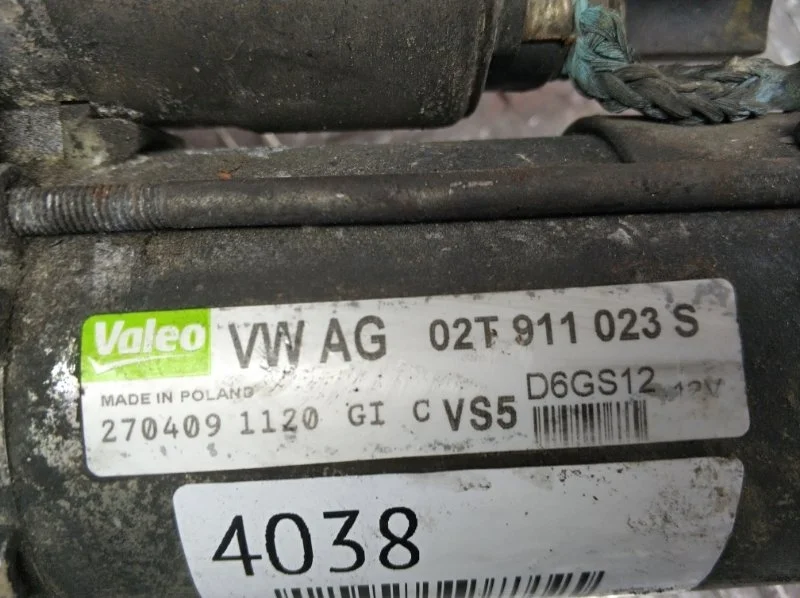 Valeo VW AG 02T 911 023 S
MADE IN POLAND D6GS12 12V
270409 1120 GI C VS5
4038